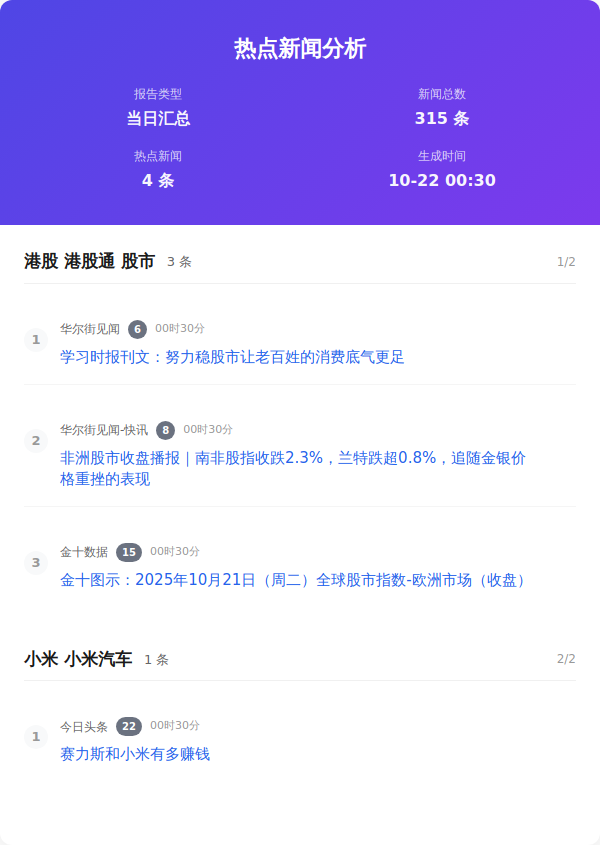 热点新闻分析
报告类型
当日汇总
新闻总数
315 条
热点新闻
4 条
生成时间
10-22 00:30
港股 港股通 股市 3 条 1/2
1
华尔街见闻 6 00时30分
学习时报刊文：努力稳股市让老百姓的消费底气更足
2
华尔街见闻-快讯 8 00时30分
非洲股市收盘播报｜南非股指收跌2.3%，兰特跌超0.8%，追随金银价
格重挫的表现
3
金十数据 15 00时30分
金十图示：2025年10月21日（周二）全球股市指数-欧洲市场（收盘）
小米 小米汽车 1 条 2/2
1
今日头条 22 00时30分
赛力斯和小米有多赚钱